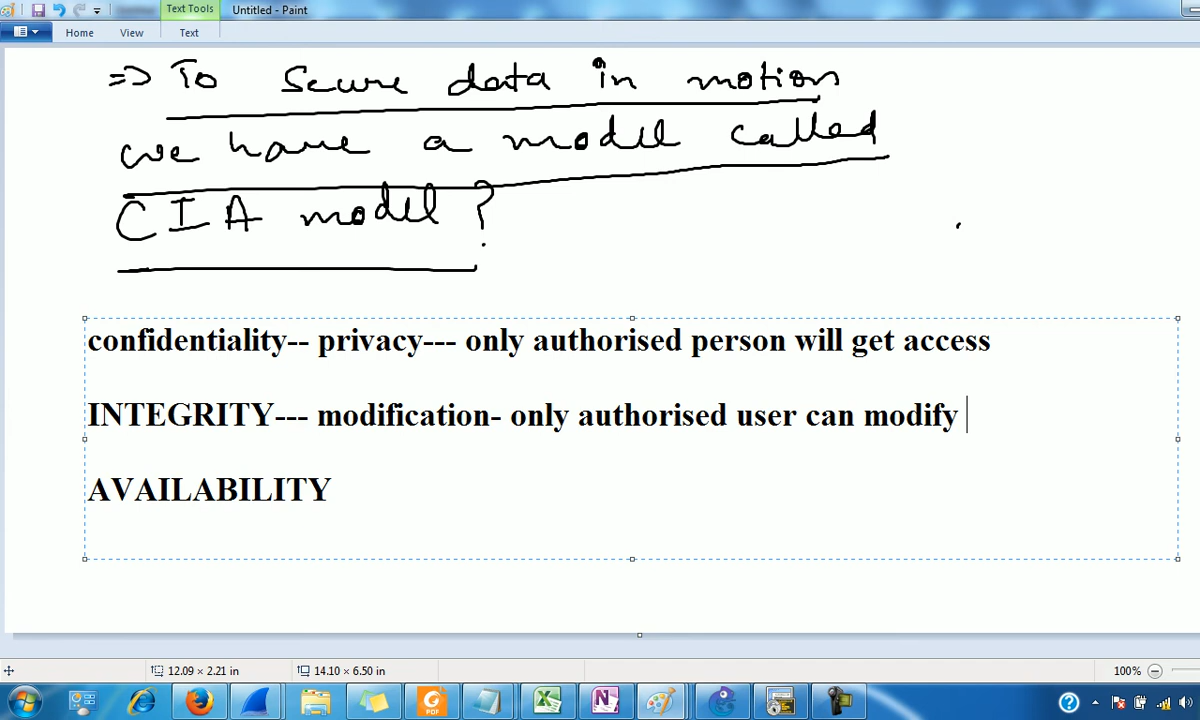 Text Tools
Untitled - Paint
Home View Text
=> To secure data in motion
we have a model called
CIA model?
confidentiality-- privacy--- only authorised person will get access
INTEGRITY--- modification- only authorised user can modify
AVAILABILITY
12.09 × 2.21 in 14.10 × 6.50 in 100%
PDF